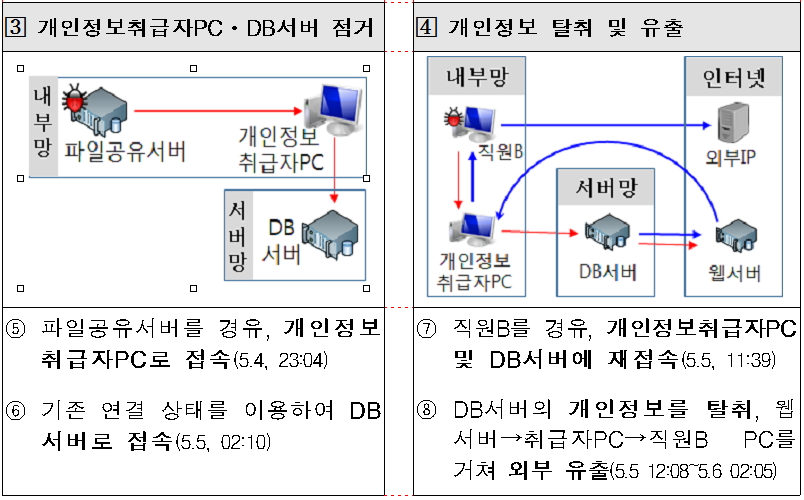 3 개인정보취급자PC・DB서버 점거
내부망
파일공유서버
개인정보
취급자PC
서버망
DB
서버
⑤ 파일공유서버를 경유, 개인정보
취급자PC로 접속(5.4, 23:04)
⑥ 기존 연결 상태를 이용하여 DB
서버로 접속(5.5, 02:10)
4 개인정보 탈취 및 유출
내부망
인터넷
직원B
외부IP
서버망
개인정보
취급자PC
DB서버
웹서버
⑦ 직원B를 경유, 개인정보취급자PC
및 DB서버에 재접속(5.5, 11:39)
⑧ DB서버의 개인정보를 탈취, 웹
서버→취급자PC→직원B PC를
거쳐 외부 유출(5.5 12:08~5.6 02:05)